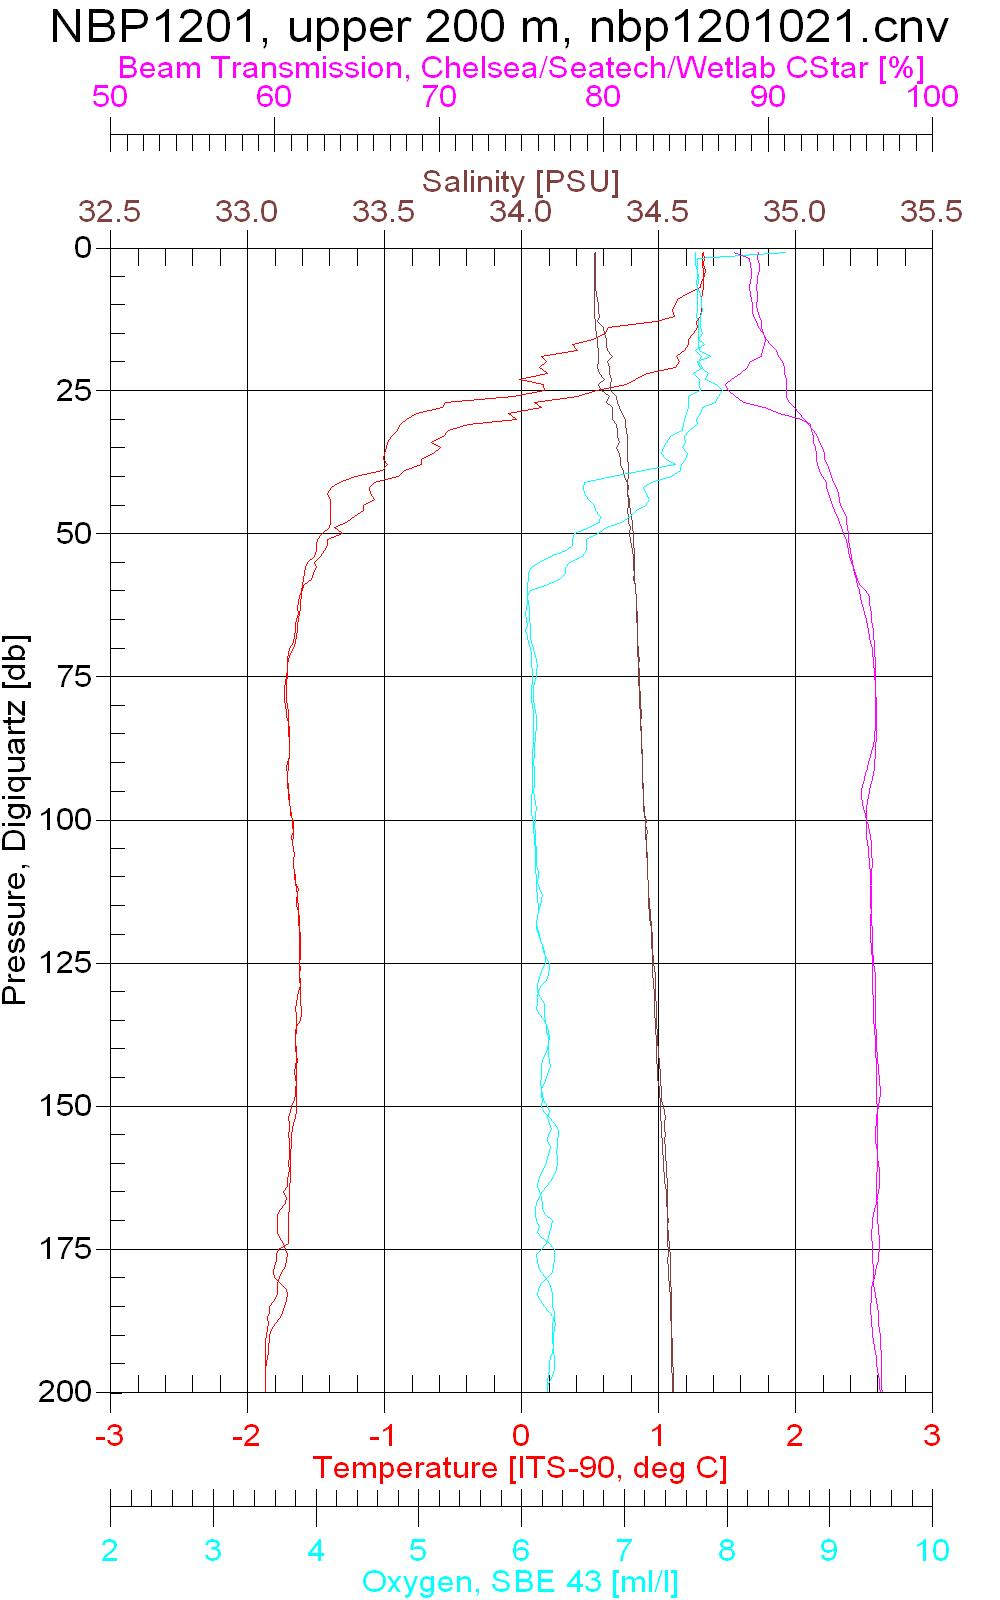 NBP1201, upper 200 m, nbp1201021.cnv
Beam Transmission, Chelsea/Seatech/Wetlab CStar [%]
50 60 70 80 90 100
Salinity [PSU]
32.5 33.0 33.5 34.0 34.5 35.0 35.5
0
25
50
75
100
125
150
175
200
Pressure, Digiquartz [db]
-3 -2 -1 0 1 2 3
Temperature [ITS-90, deg C]
2 3 4 5 6 7 8 9 10
Oxygen, SBE 43 [ml/l]